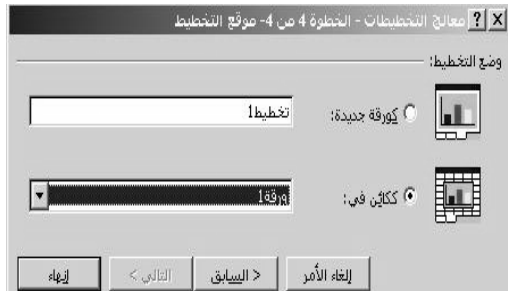 معالج التخطيطات - الخطوة 4 من 4- موقع التخطيط
وضع التخطيط:
كورقة جديدة: تخطيط1
ككائن في: ورقة1
إلغاء الأمر < السابق التالي > إنهاء